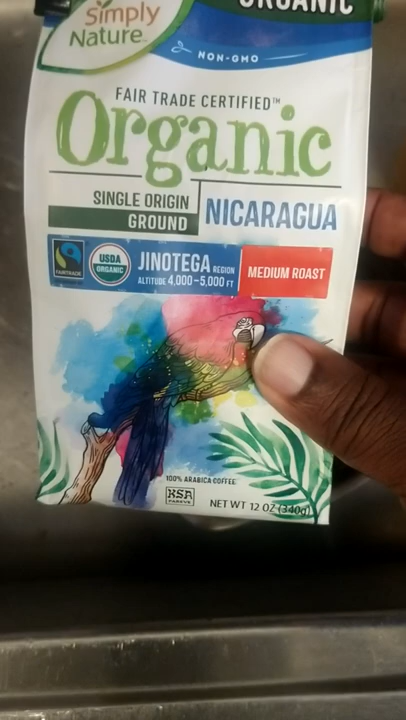 ORGANIC
Simply
Nature™
NON-GMO
FAIR TRADE CERTIFIED™
Organic
SINGLE ORIGIN
GROUND
NICARAGUA
FAIRTRADE
USDA
ORGANIC
JINOTEGA REGION
ALTITUDE 4,000–5,000 FT
MEDIUM ROAST
100% ARABICA COFFEE
KSA
PAREVE
NET WT 12 OZ (340g)